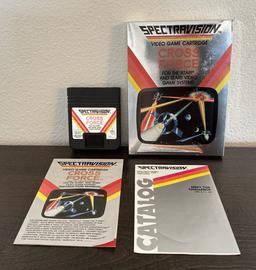 SPECTRAVISION
VIDEO GAME CARTRIDGE
CROSS
FORCE
FOR THE ATARI
AND SEARS VIDEO
GAME SYSTEMS
SPECTRAVISION
CROSS
FORCE
SPECTRAVISION
VIDEO GAME CARTRIDGE
CROSS
FORCE
SPECTRAVISION
CATALOG